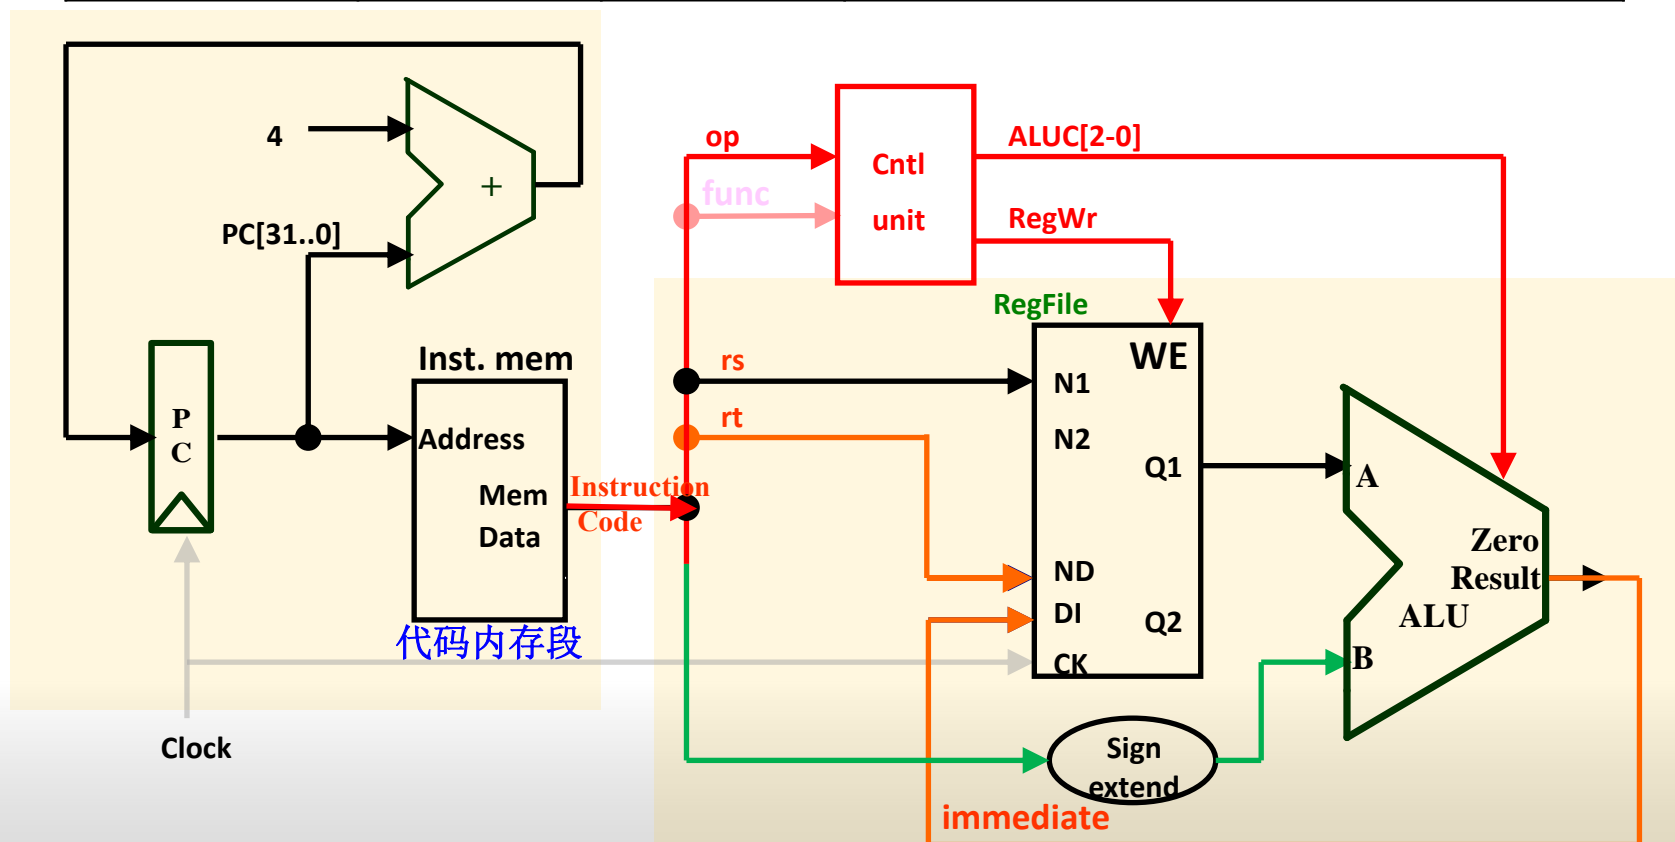 4
+
PC[31..0]
P
C
Inst. mem
Address
Mem
Data
代码内存段
Clock
Instruction
Code
op
func
Cntl
unit
ALUC[2-0]
RegWr
RegFile
rs
rt
WE
N1
N2
Q1
ND
DI
Q2
CK
A
Zero
Result
ALU
B
Sign
extend
immediate